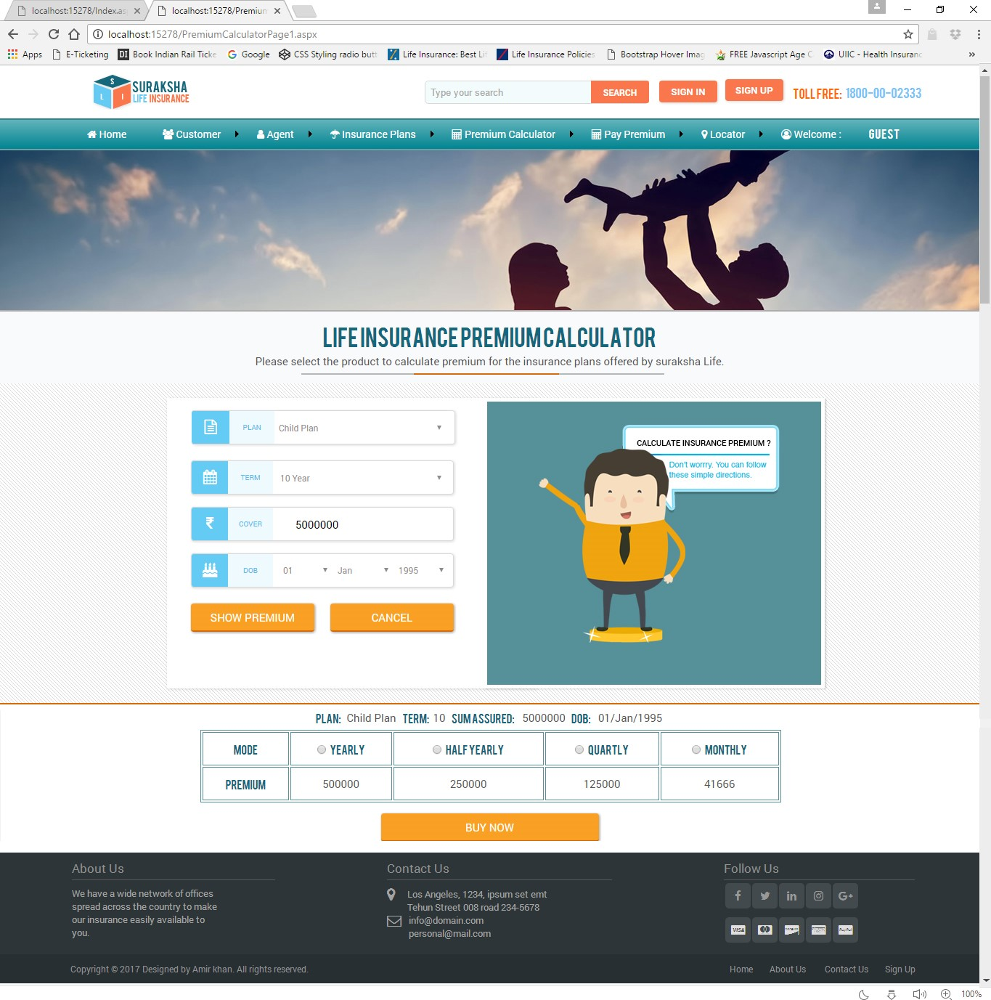 localhost:15278/Index.as
localhost:15278/Premium
localhost:15278/PremiumCalculatorPage1.aspx
Apps E-Ticketing DI Book Indian Rail Ticke Google CSS Styling radio butt Life Insurance: Best Lif Life Insurance Policies Bootstrap Hover Imag FREE Javascript Age C UIIC - Health Insuranc »
S L I
SURAKSHA
LIFE INSURANCE
Type your search SEARCH SIGN IN SIGN UP TOLL FREE: 1800-00-02333
Home Customer Agent Insurance Plans Premium Calculator Pay Premium Locator Welcome : GUEST
LIFE INSURANCE PREMIUM CALCULATOR
Please select the product to calculate premium for the insurance plans offered by suraksha Life.
PLAN Child Plan
TERM 10 Year
₹ COVER 5000000
DOB 01 Jan 1995
SHOW PREMIUM CANCEL
CALCULATE INSURANCE PREMIUM ?
Don't worrry. You can follow
these simple directions.
PLAN: Child Plan TERM: 10 SUM ASSURED: 5000000 DOB: 01/Jan/1995
MODE YEARLY HALF YEARLY QUARTLY MONTHLY
PREMIUM 500000 250000 125000 41666
BUY NOW
About Us
We have a wide network of offices
spread across the country to make
our insurance easily available to
you.
Contact Us
Los Angeles, 1234, ipsum set emt
Tehun Street 008 road 234-5678
info@domain.com
personal@mail.com
Follow Us
f in G+
VISA DISCOVER PayPal
Copyright © 2017 Designed by Amir khan. All rights reserved.
Home About Us Contact Us Sign Up
100%